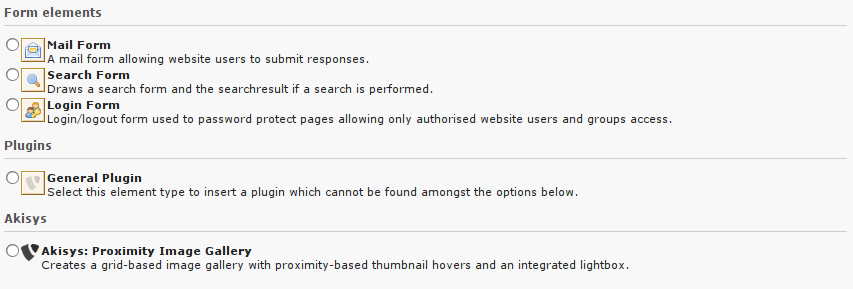 Form elements
Mail Form
A mail form allowing website users to submit responses.
Search Form
Draws a search form and the searchresult if a search is performed.
Login Form
Login/logout form used to password protect pages allowing only authorised website users and groups access.
Plugins
General Plugin
Select this element type to insert a plugin which cannot be found amongst the options below.
Akisys
Akisys: Proximity Image Gallery
Creates a grid-based image gallery with proximity-based thumbnail hovers and an integrated lightbox.